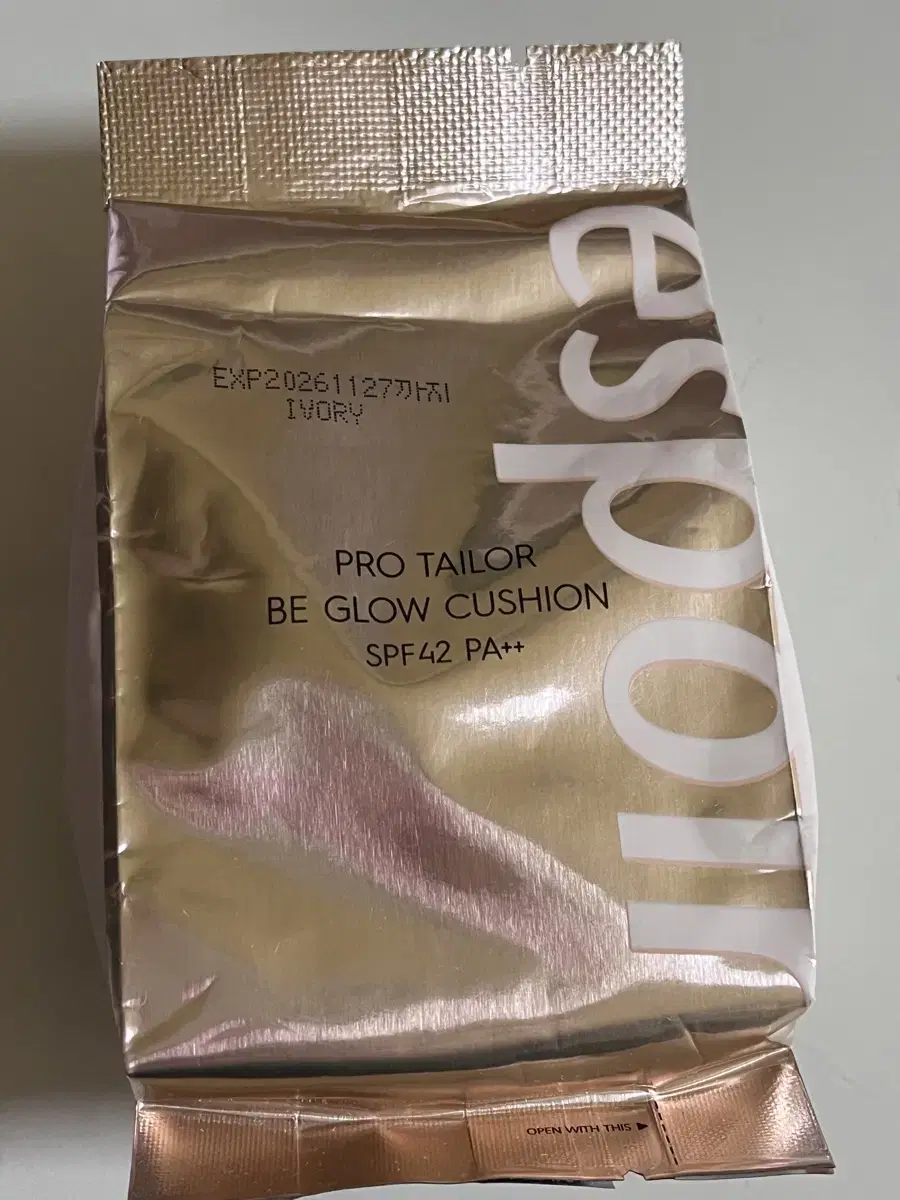 EXP20261127까지
IVORY
PRO TAILOR
BE GLOW CUSHION
SPF42 PA++
espoir
OPEN WITH THIS ▶